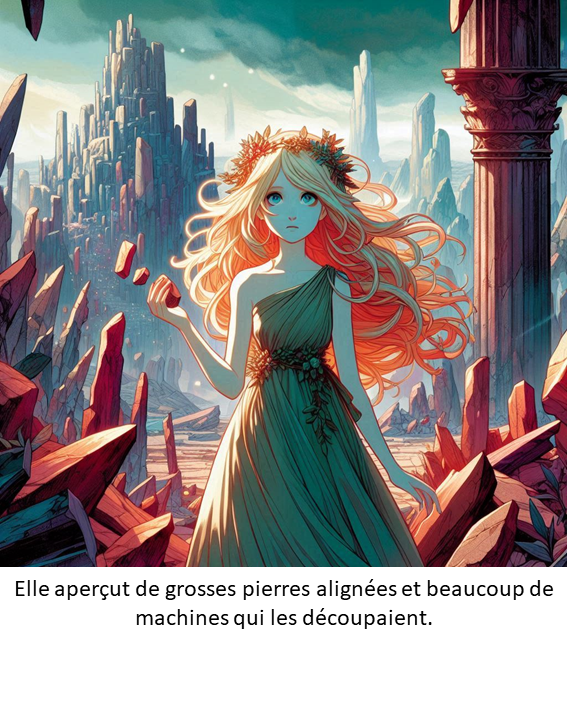 Elle aperçut de grosses pierres alignées et beaucoup de
machines qui les découpaient.